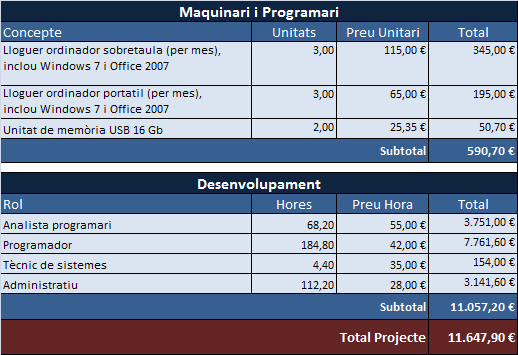 Maquinari i Programari
Concepte Unitats Preu Unitari Total
Lloguer ordinador sobretaula (per mes), 3,00 115,00 € 345,00 €
inclou Windows 7 i Office 2007
Lloguer ordinador portatil (per mes), 3,00 65,00 € 195,00 €
inclou Windows 7 i Office 2007
Unitat de memòria USB 16 Gb 2,00 25,35 € 50,70 €
Subtotal 590,70 €
Desenvolupament
Rol Hores Preu Hora Total
Analista programari 68,20 55,00 € 3.751,00 €
Programador 184,80 42,00 € 7.761,60 €
Tècnic de sistemes 4,40 35,00 € 154,00 €
Administratiu 112,20 28,00 € 3.141,60 €
Subtotal 11.057,20 €
Total Projecte 11.647,90 €